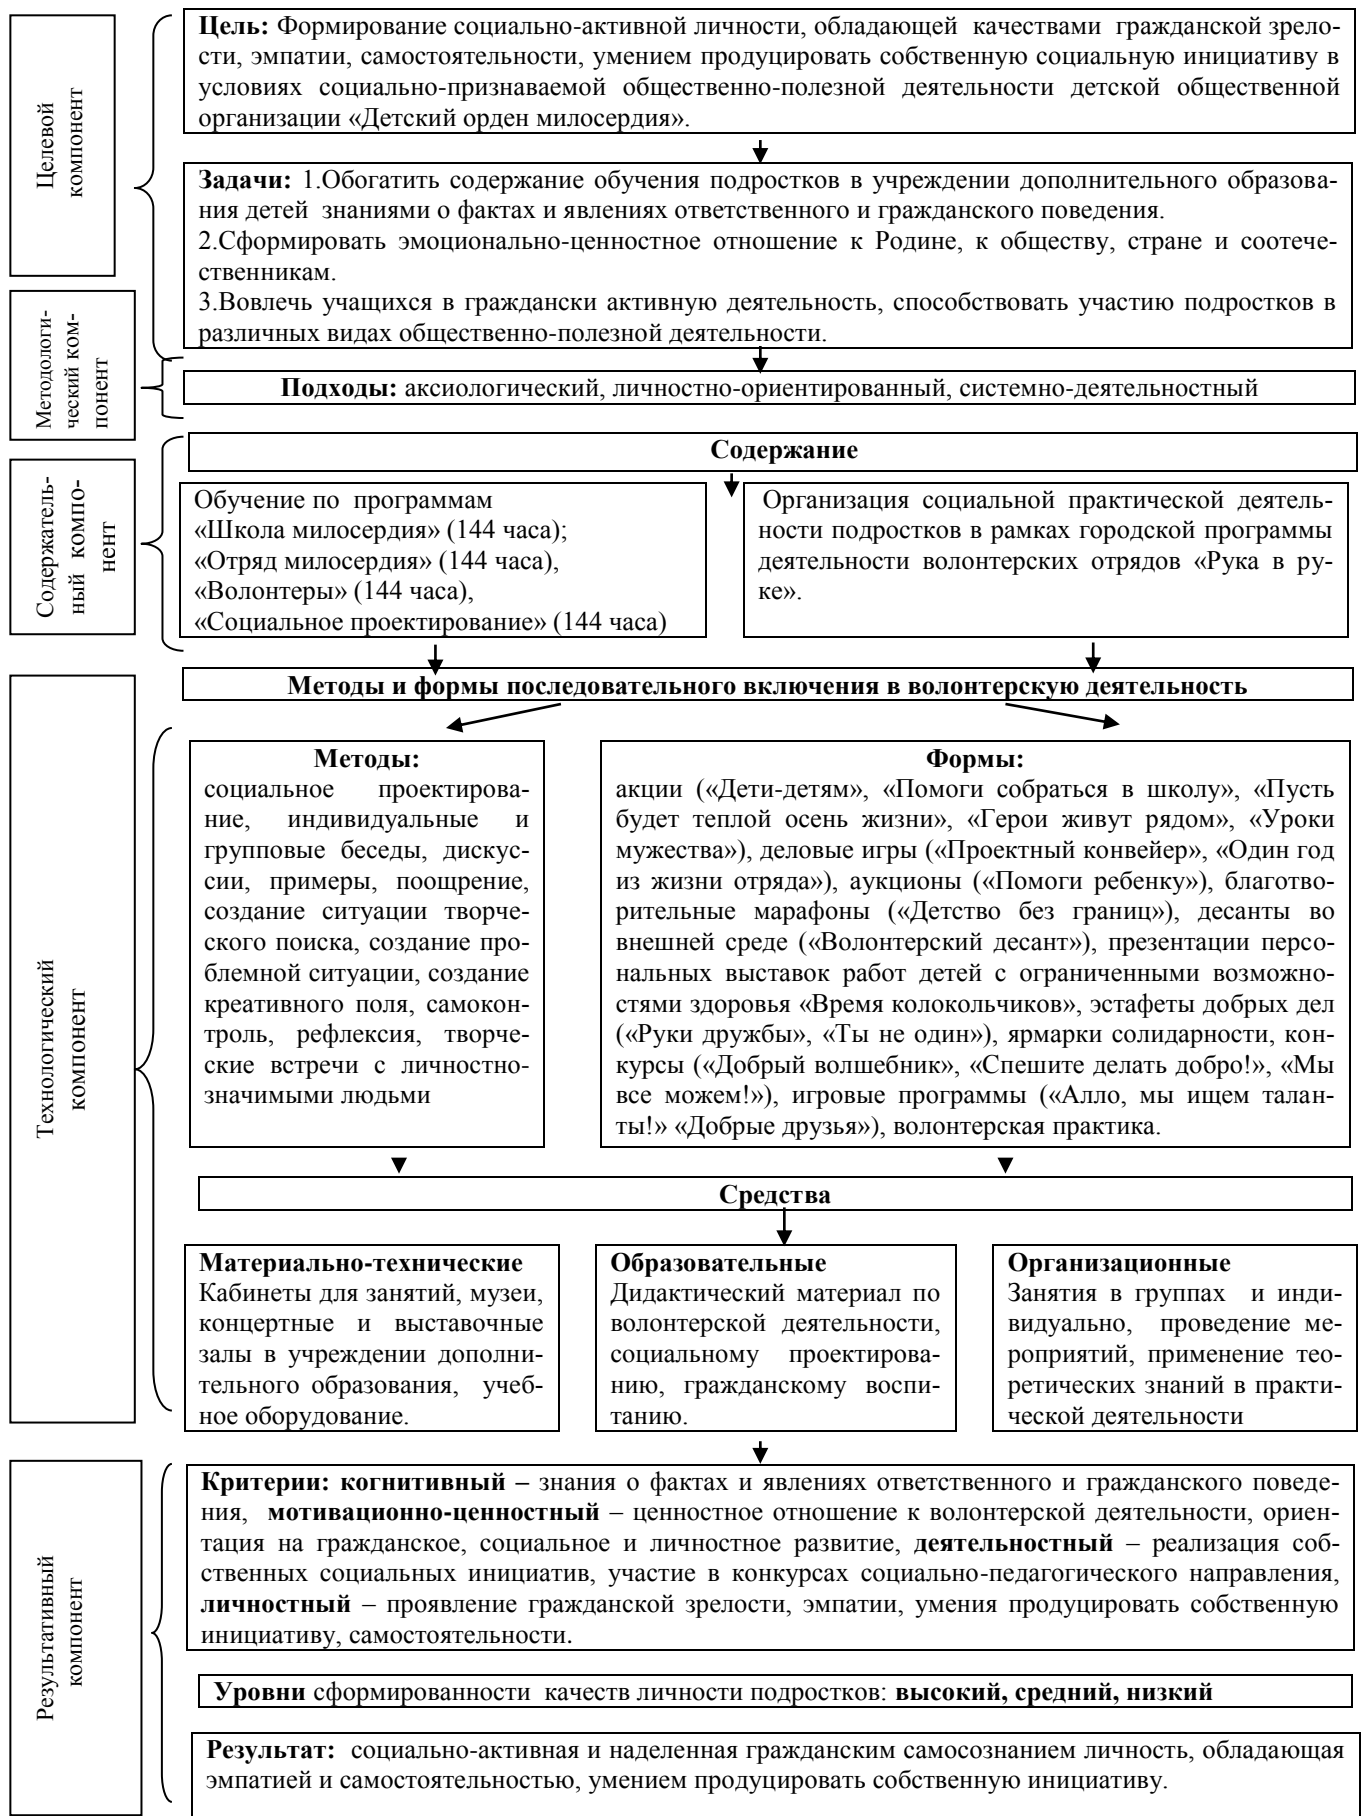 Целевой
компонент
Цель: Формирование социально-активной личности, обладающей качествами гражданской зрело-
сти, эмпатии, самостоятельности, умением продуцировать собственную социальную инициативу в
условиях социально-признаваемой общественно-полезной деятельности детской общественной
организации «Детский орден милосердия».
Задачи: 1.Обогатить содержание обучения подростков в учреждении дополнительного образова-
ния детей знаниями о фактах и явлениях ответственного и гражданского поведения.
2.Сформировать эмоционально-ценностное отношение к Родине, к обществу, стране и соотече-
ственникам.
3.Вовлечь учащихся в граждански активную деятельность, способствовать участию подростков в
различных видах общественно-полезной деятельности.
Методологи-
ческий ком-
понент
Подходы: аксиологический, личностно-ориентированный, системно-деятельностный
Содержатель-
ный компо-
нент
Содержание
Обучение по программам
«Школа милосердия» (144 часа);
«Отряд милосердия» (144 часа),
«Волонтеры» (144 часа),
«Социальное проектирование» (144 часа)
Организация социальной практической деятель-
ности подростков в рамках городской программы
деятельности волонтерских отрядов «Рука в ру-
ке».
Технологический
компонент
Методы и формы последовательного включения в волонтерскую деятельность
Методы:
социальное проектирова-
ние, индивидуальные и
групповые беседы, дискус-
сии, примеры, поощрение,
создание ситуации творче-
ского поиска, создание про-
блемной ситуации, создание
креативного поля, самокон-
троль, рефлексия, творче-
ские встречи с личностно-
значимыми людьми
Формы:
акции («Дети-детям», «Помоги собраться в школу», «Пусть
будет теплой осень жизни», «Герои живут рядом», «Уроки
мужества»), деловые игры («Проектный конвейер», «Один год
из жизни отряда»), аукционы («Помоги ребенку»), благотво-
рительные марафоны («Детство без границ»), десанты во
внешней среде («Волонтерский десант»), презентации персо-
нальных выставок работ детей с ограниченными возможно-
стями здоровья «Время колокольчиков», эстафеты добрых дел
(«Руки дружбы», «Ты не один»), ярмарки солидарности, кон-
курсы («Добрый волшебник», «Спешите делать добро!», «Мы
все можем!»), игровые программы («Алло, мы ищем талан-
ты!» «Добрые друзья»), волонтерская практика.
Средства
Материально-технические
Кабинеты для занятий, музеи,
концертные и выставочные
залы в учреждении дополни-
тельного образования, учеб-
ное оборудование.
Образовательные
Дидактический материал по
волонтерской деятельности,
социальному проектирова-
нию, гражданскому воспи-
танию.
Организационные
Занятия в группах и инди-
видуально, проведение ме-
роприятий, применение тео-
ретических знаний в практи-
ческой деятельности
Результативный
компонент
Критерии: когнитивный – знания о фактах и явлениях ответственного и гражданского поведе-
ния, мотивационно-ценностный – ценностное отношение к волонтерской деятельности, ориен-
тация на гражданское, социальное и личностное развитие, деятельностный – реализация соб-
ственных социальных инициатив, участие в конкурсах социально-педагогического направления,
личностный – проявление гражданской зрелости, эмпатии, умения продуцировать собственную
инициативу, самостоятельности.
Уровни сформированности качеств личности подростков: высокий, средний, низкий
Результат: социально-активная и наделенная гражданским самосознанием личность, обладающая
эмпатией и самостоятельностью, умением продуцировать собственную инициативу.